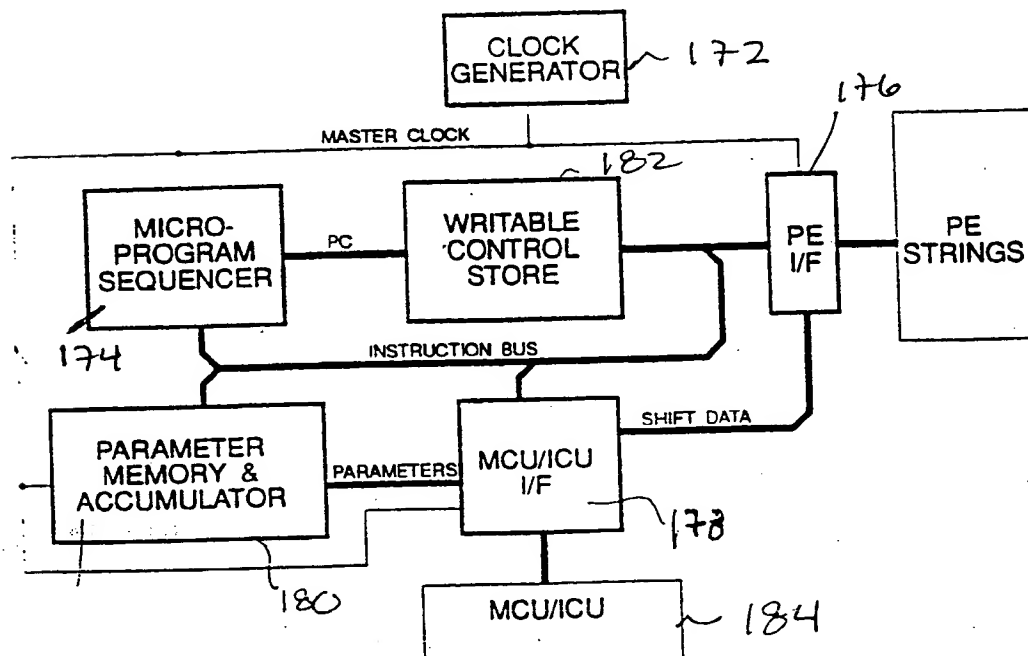 CLOCK
GENERATOR
172
176
MASTER CLOCK
182
MICRO-
PROGRAM
SEQUENCER
PC
WRITABLE
CONTROL
STORE
PE
I/F
PE
STRINGS
174
INSTRUCTION BUS
SHIFT DATA
PARAMETER
MEMORY &
ACCUMULATOR
PARAMETERS
MCU/ICU
I/F
178
180
MCU/ICU
184